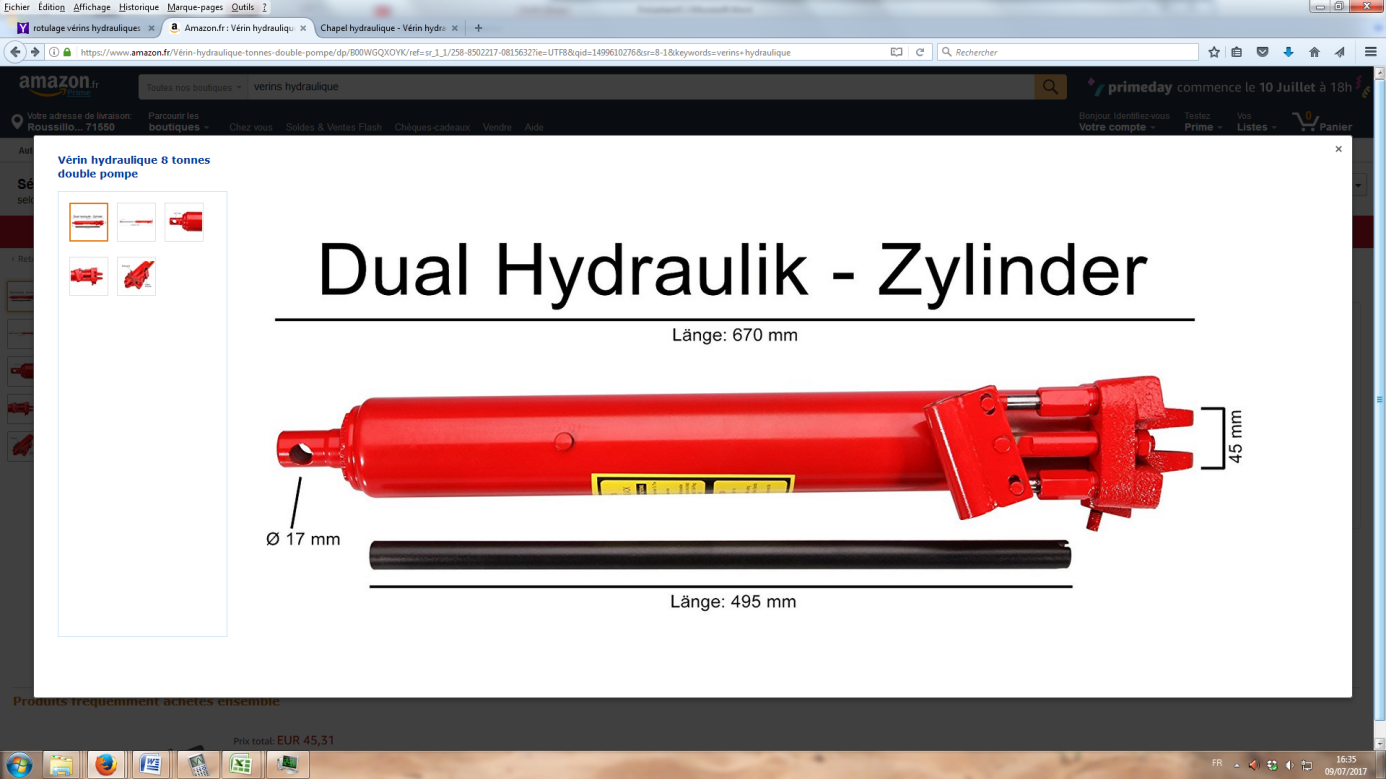 Fichier Édition Affichage Historique Marque-pages Outils ?
rotulage vérins hydrauliques
Amazon.fr : Vérin hydrauliqu
Chapel hydraulique - Vérin hydra
https://www.amazon.fr/Vérin-hydraulique-tonnes-double-pompe/dp/B00WGQXOYK/ref=sr_1_1/258-8502217-0815632?ie=UTF8&qid=1499610276&sr=8-1&keywords=verins+hydraulique
Rechercher
amazon.fr
Prime
Toutes nos boutiques
verins hydraulique
primeday commence le 10 Juillet à 18h
Votre adresse de livraison:
Roussillo... 71550
Parcourir les
boutiques
Chez vous Soldes & Ventes Flash Chèques-cadeaux Vendre Aide
Bonjour. Identifiez-vous
Votre compte
Testez
Prime
Vos
Listes
0
Panier
Vérin hydraulique 8 tonnes
double pompe
Dual Hydraulik - Zylinder
Länge: 670 mm
45 mm
Ø 17 mm
Länge: 495 mm
Produits fréquemment achetés ensemble
Prix total: EUR 45,31
FR
16:35
09/07/2017